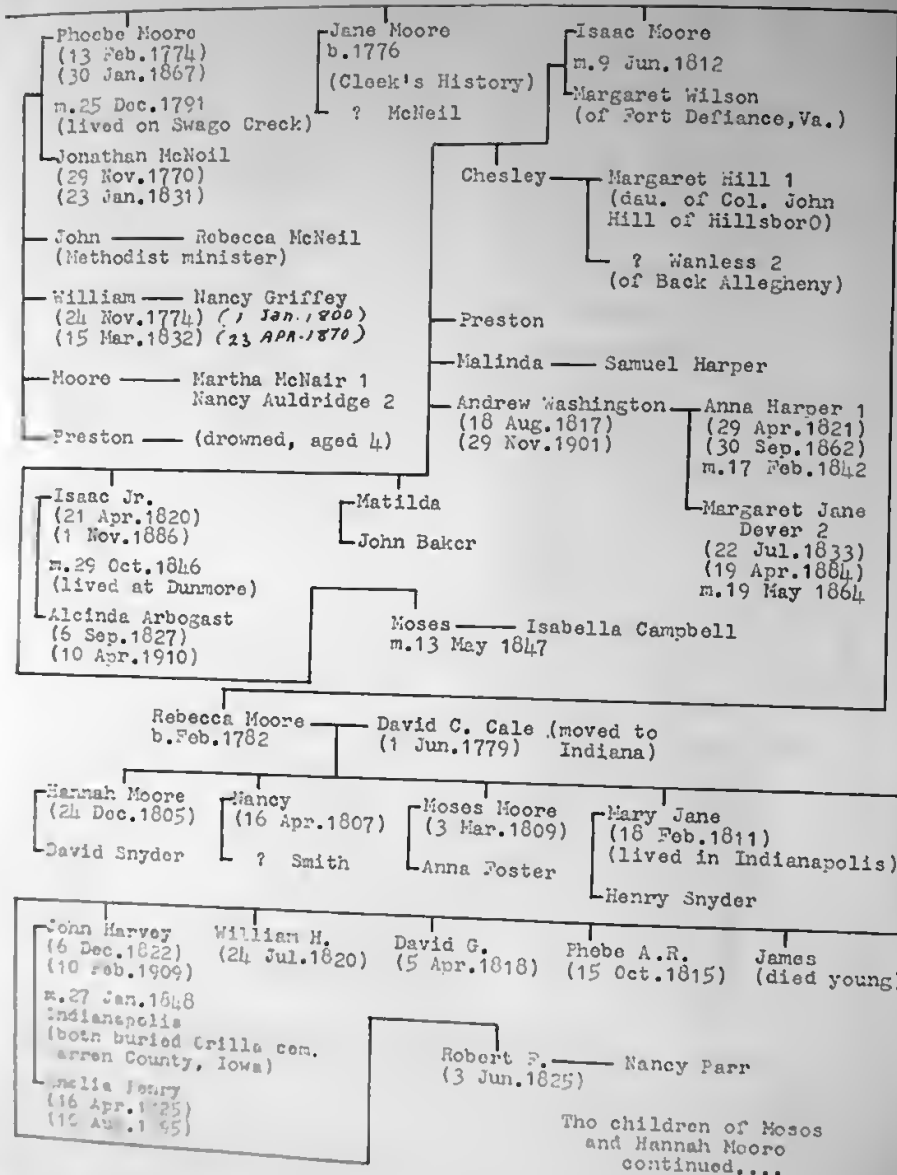 Phoebe Moore
(13 Feb.1774)
(30 Jan.1867)
m.25 Dec.1791
(lived on Swago Creek)
Jonathan McNoil
(29 Nov.1770)
(23 Jan.1831)
John Rebecca McNeil
(Methodist minister)
William Nancy Griffey
(24 Nov.1774) (1 Jan.1800)
(15 Mar.1832) (23 APR.1870)
Moore Martha McNair 1
Nancy Auldridge 2
Preston (drowned, aged 4)
Jane Moore
b.1776
(Cleek's History)
? McNeil
Isaac Moore
m.9 Jun.1812
Margaret Wilson
(of Fort Defiance,Va.)
Chesley Margaret Hill 1
(dau. of Col. John
Hill of HillsborO)
? Wanless 2
(of Back Allegheny)
Preston
Malinda Samuel Harper
Andrew Washington Anna Harper 1
(18 Aug.1817) (29 Apr.1821)
(29 Nov.1901) (30 Sep.1862)
m.17 Feb.1842
Margaret Jane
Dever 2
(22 Jul.1833)
(19 Apr.1884)
m.19 May 1864
Isaac Jr.
(21 Apr.1820)
(1 Nov.1886)
m.29 Oct.1846
(lived at Dunmore)
Alcinda Arbogast
(6 Sep.1827)
(10 Apr.1910)
Matilda
John Baker
Moses Isabella Campbell
m.13 May 1847
Rebecca Moore David C. Cale (moved to
b.Feb.1782 (1 Jun.1779) Indiana)
Hannah Moore
(24 Dec.1805)
David Snyder
Nancy
(16 Apr.1807)
? Smith
Moses Moore
(3 Mar.1809)
Anna Foster
Mary Jane
(18 Feb.1811)
(lived in Indianapolis)
Henry Snyder
John Harvey
(6 Dec.1822)
(10 Feb.1909)
m.27 Jan.1848
Indianapolis
(both buried Crilla cem.
arren County, Iowa)
Jenry
(16 Apr.
William H.
(24 Jul.1820)
David G.
(5 Apr.1818)
Phebe A.R.
(15 Oct.1815)
James
(died young)
Robert F. Nancy Parr
(3 Jun.1825)
Tho children of Mosos
and Hannah Mooro
continued....